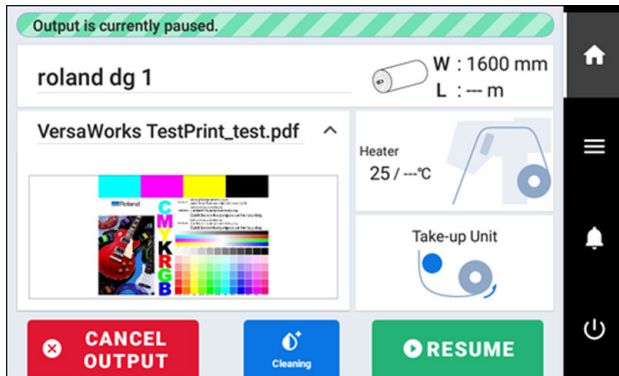 Output is currently paused.
roland dg 1
W : 1600 mm
L : --- m
VersaWorks TestPrint_test.pdf
Heater
25 / ---℃
Roland
C
M
Y
K
R
G
B
Take-up Unit
CANCEL
OUTPUT
Cleaning
RESUME